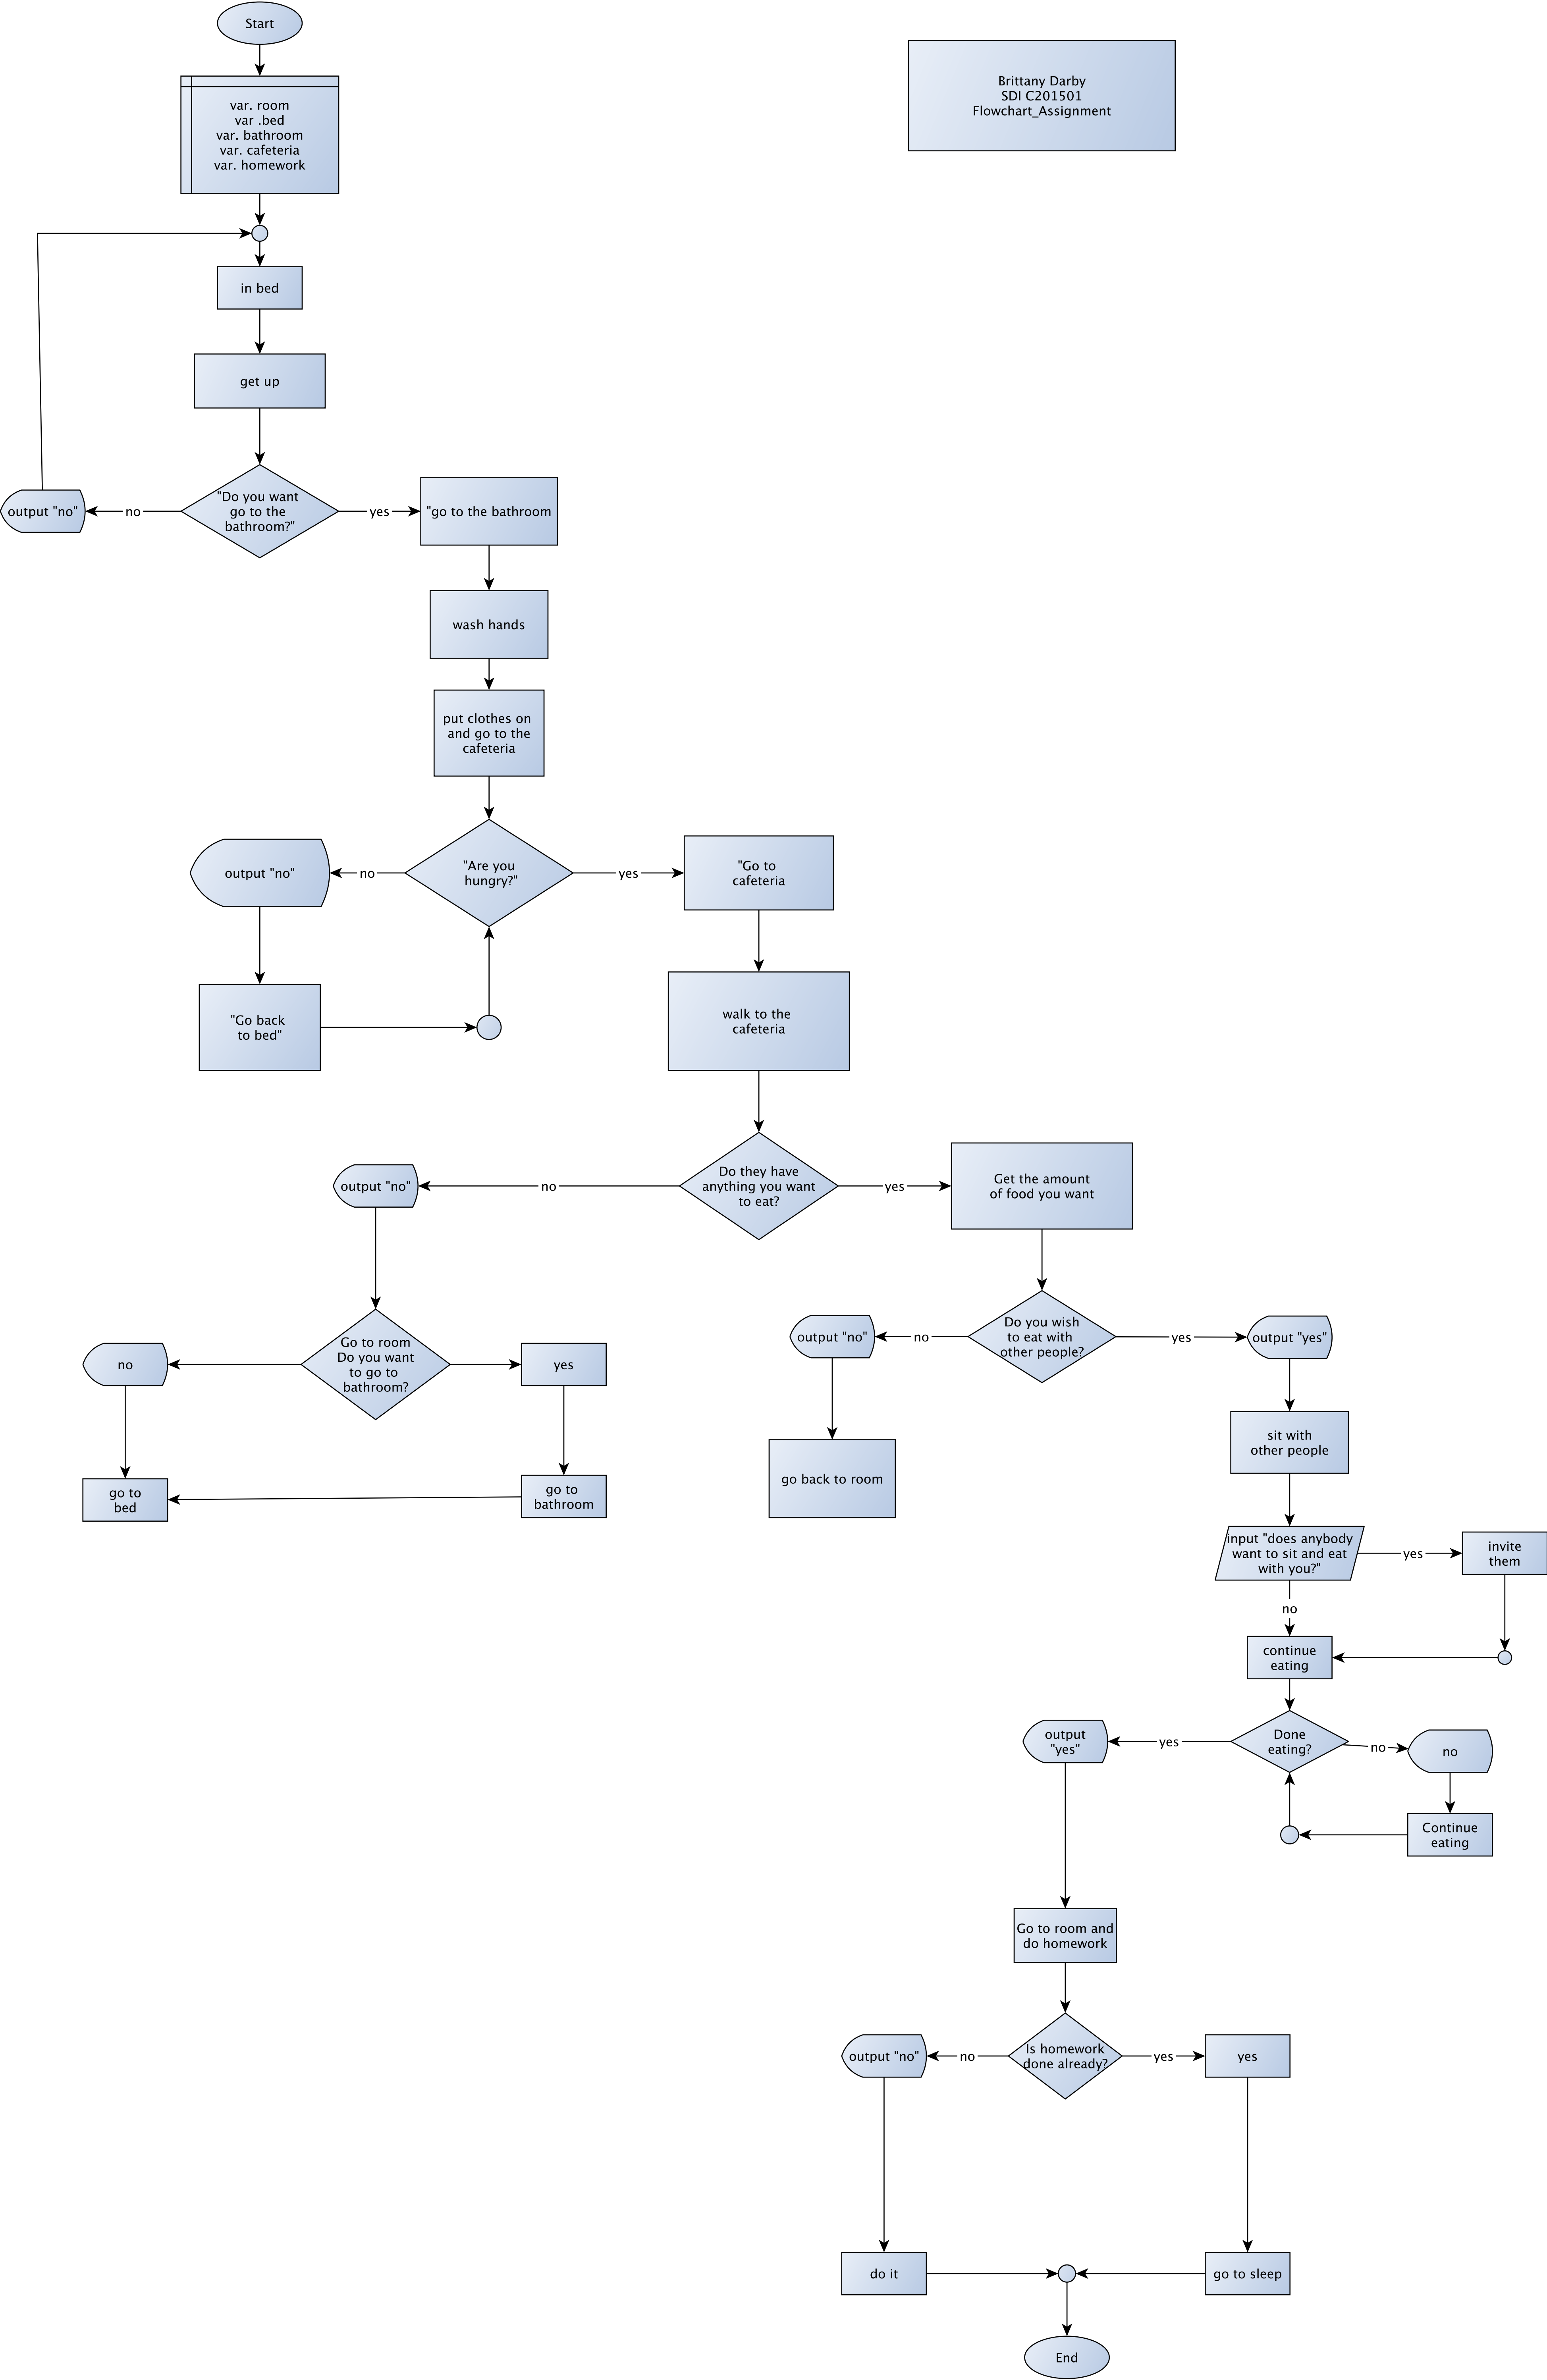 Start
Brittany Darby
SDI C201501
Flowchart_Assignment
var. room
var .bed
var. bathroom
var. cafeteria
var. homework
in bed
get up
"Do you want
go to the
bathroom?"
no
output "no"
yes
"go to the bathroom
wash hands
put clothes on
and go to the
cafeteria
"Are you
hungry?"
no
output "no"
yes
"Go to
cafeteria
"Go back
to bed"
walk to the
cafeteria
Do they have
anything you want
to eat?
no
output "no"
yes
Get the amount
of food you want
Go to room
Do you want
to go to
bathroom?
no
yes
go to
bed
go to
bathroom
Do you wish
to eat with
other people?
no
output "no"
yes
output "yes"
go back to room
sit with
other people
input "does anybody
want to sit and eat
with you?"
yes
invite
them
no
continue
eating
Done
eating?
yes
output
"yes"
no
no
Continue
eating
Go to room and
do homework
Is homework
done already?
no
output "no"
yes
yes
do it
go to sleep
End